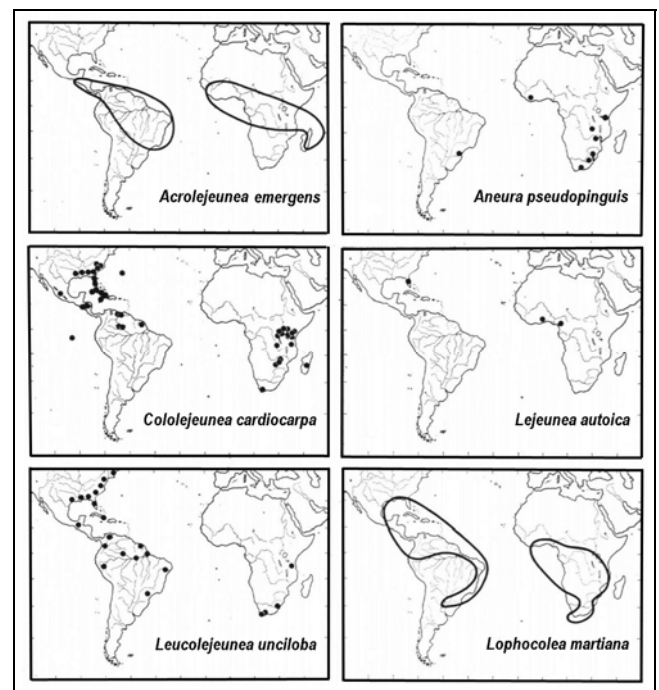 Acrolejeunea emergens
Aneura pseudopinguis
Cololejeunea cardiocarpa
Lejeunea autoica
Leucolejeunea unciloba
Lophocolea martiana